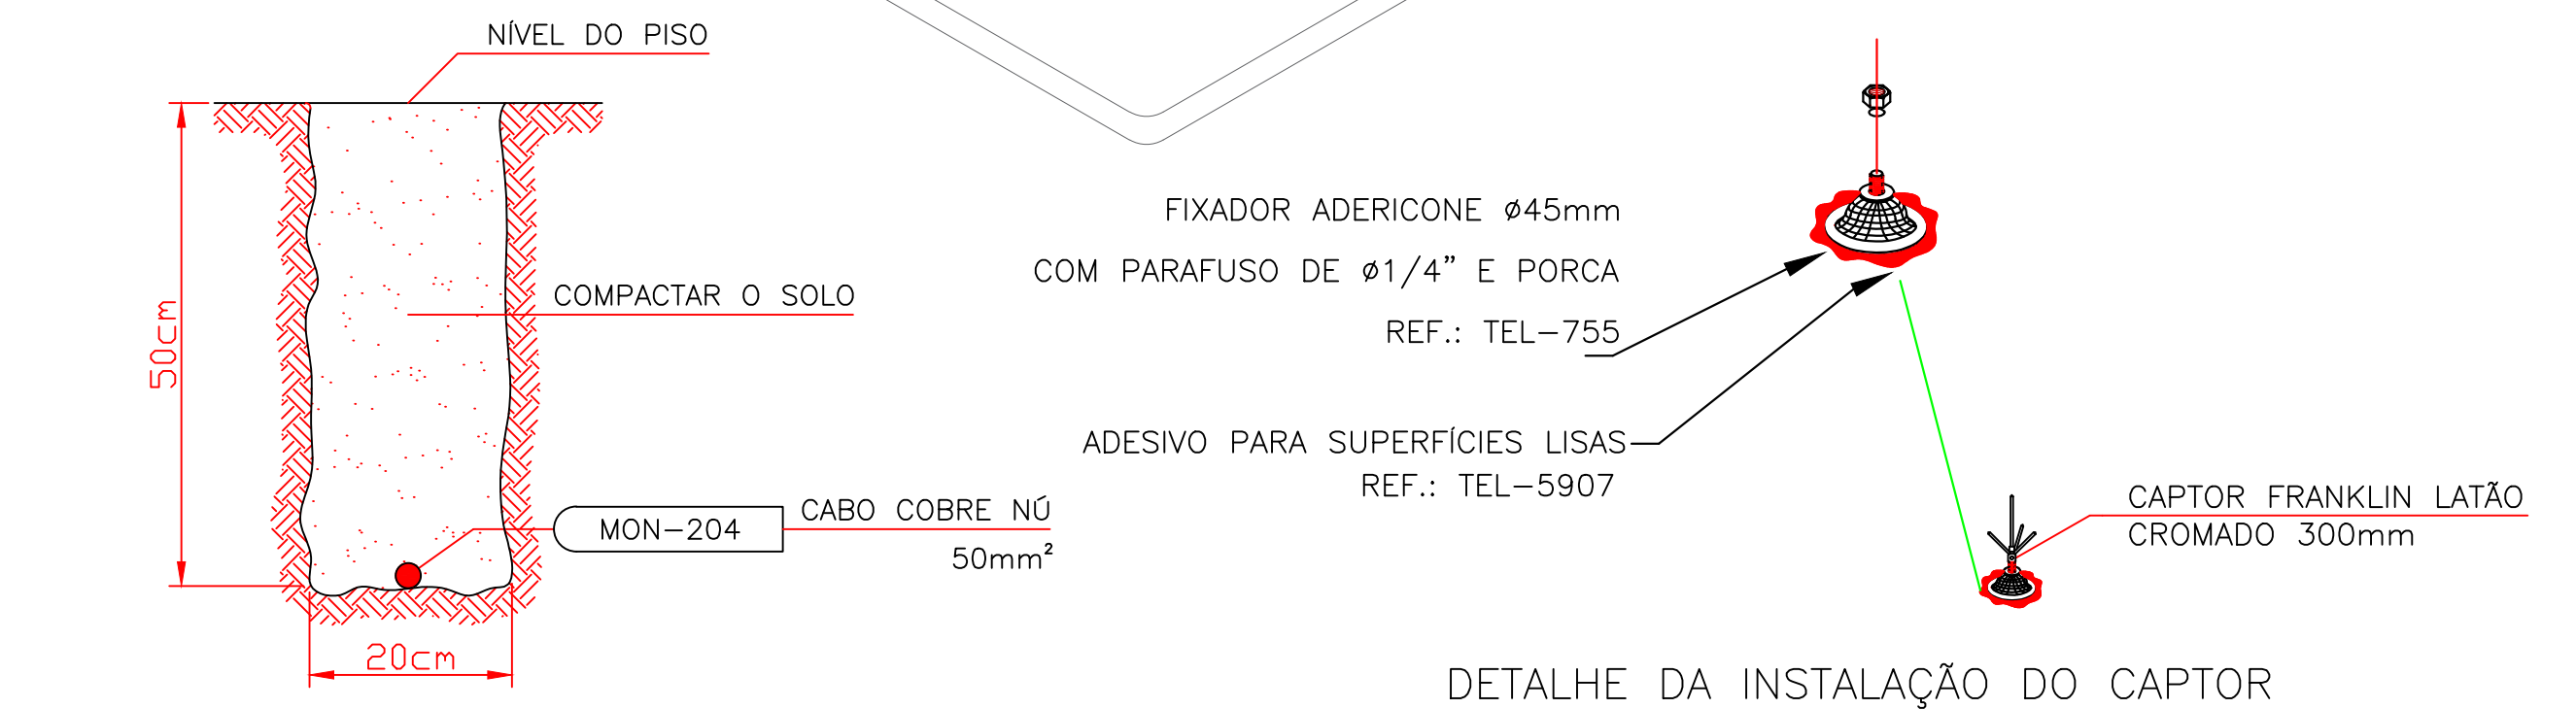 NÍVEL DO PISO
50cm
COMPACTAR O SOLO
MON-204
CABO COBRE NÚ
50mm²
20cm
FIXADOR ADERICONE ø45mm
COM PARAFUSO DE ø1/4” E PORCA
REF.: TEL-755
ADESIVO PARA SUPERFÍCIES LISAS
REF.: TEL-5907
CAPTOR FRANKLIN LATÃO
CROMADO 300mm
DETALHE DA INSTALAÇÃO DO CAPTOR